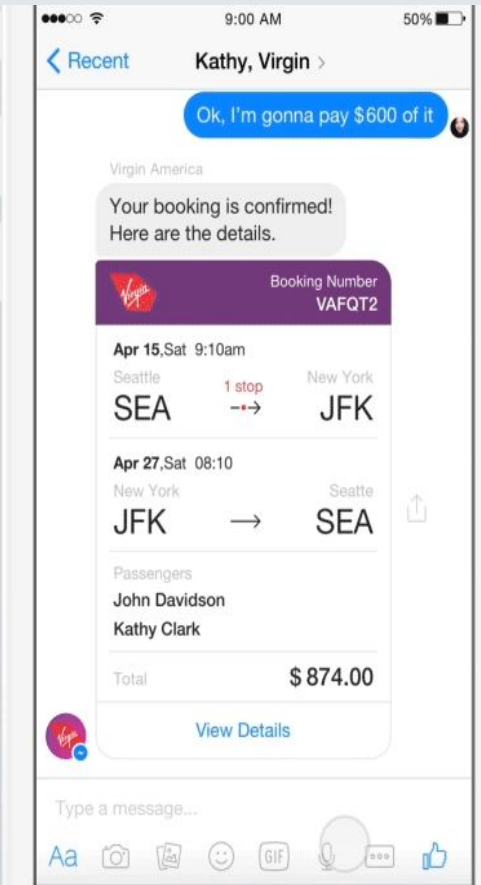 9:00 AM 50%
Recent Kathy, Virgin >
Ok, I'm gonna pay $600 of it
Virgin America
Your booking is confirmed!
Here are the details.
Virgin
Booking Number
VAFQT2
Apr 15,Sat 9:10am
Seattle 1 stop New York
SEA JFK
Apr 27,Sat 08:10
New York Seatte
JFK SEA
Passengers
John Davidson
Kathy Clark
Total $ 874.00
View Details
Virgin
Type a message...
Aa GIF